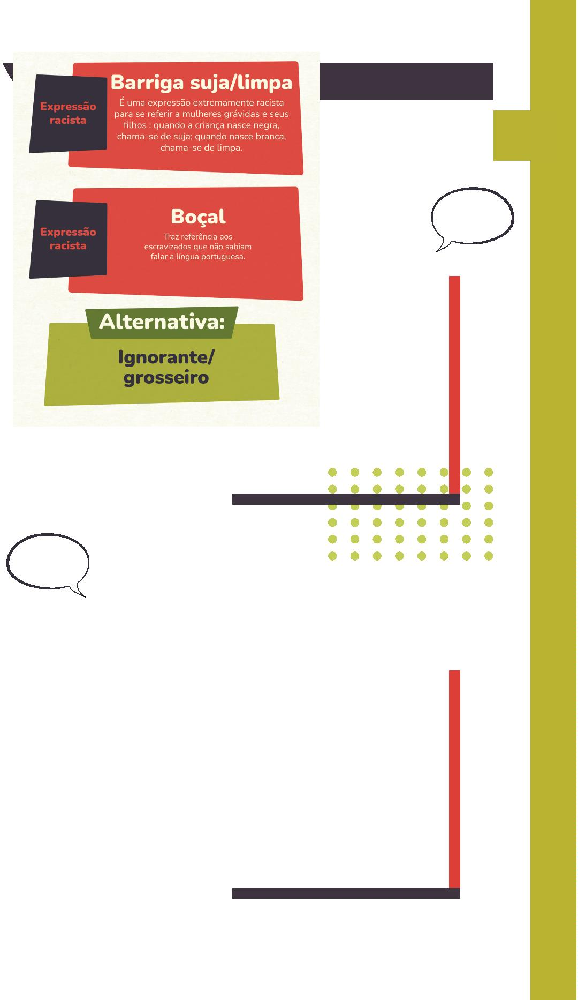 Barriga suja/limpa
Expressão
racista
É uma expressão extremamente racista
para se referir a mulheres grávidas e seus
filhos : quando a criança nasce negra,
chama-se de suja; quando nasce branca,
chama-se de limpa.
Expressão
racista
Boçal
Traz referência aos
escravizados que não sabiam
falar a língua portuguesa.
Alternativa:
Ignorante/
grosseiro